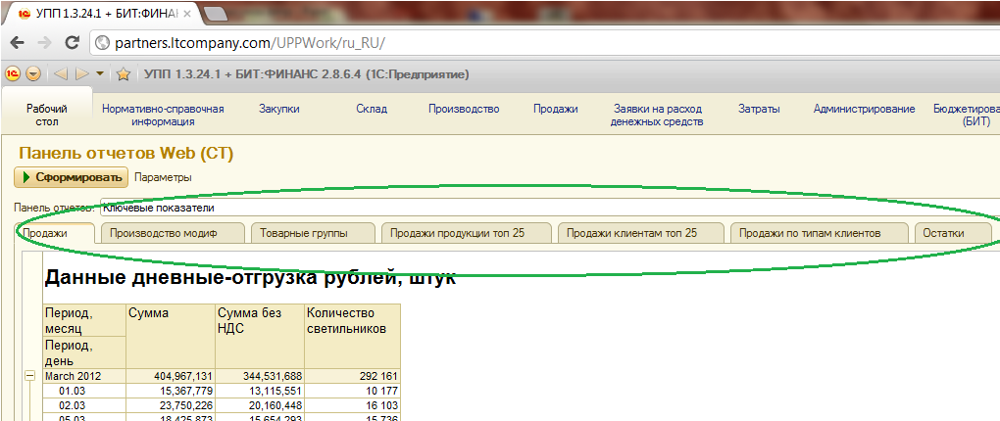 УПП 1.3.24.1 + БИТ:ФИНА
partners.ltcompany.com/UPPWork/ru_RU/
УПП 1.3.24.1 + БИТ:ФИНАНС 2.8.6.4 (1С:Предприятие)
Рабочий стол
Нормативно-справочная информация
Закупки
Склад
Производство
Продажи
Заявки на расход денежных средств
Затраты
Администрирование
Бюджетирова (БИТ)
Панель отчетов Web (СТ)
Сформировать Параметры
Панель отчетов: Ключевые показатели
Продажи Производство модиф Товарные группы Продажи продукции топ 25 Продажи клиентам топ 25 Продажи по типам клиентов Остатки
Данные дневные-отгрузка рублей, штук
Период, месяц Сумма Сумма без НДС Количество светильников
Период, день
March 2012 404,967,131 344,531,688 292 161
01.03 15,367,779 13,115,551 10 177
02.03 23,750,226 20,160,448 16 103
05.03 18,425,873 15,654,293 15 736